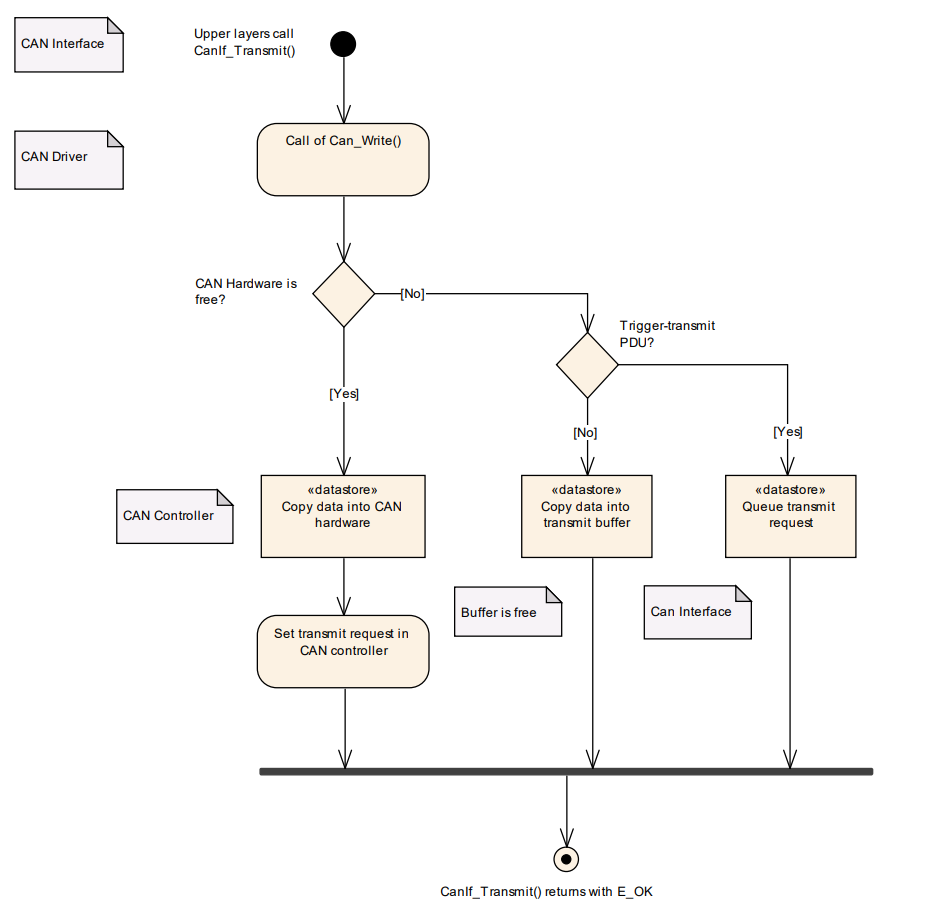 CAN Interface
Upper layers call
CanIf_Transmit()
CAN Driver
Call of Can_Write()
CAN Hardware is
free?
[No]
Trigger-transmit
PDU?
[Yes]
[No]
[Yes]
CAN Controller
«datastore»
Copy data into CAN
hardware
«datastore»
Copy data into
transmit buffer
«datastore»
Queue transmit
request
Buffer is free
Can Interface
Set transmit request in
CAN controller
CanIf_Transmit() returns with E_OK